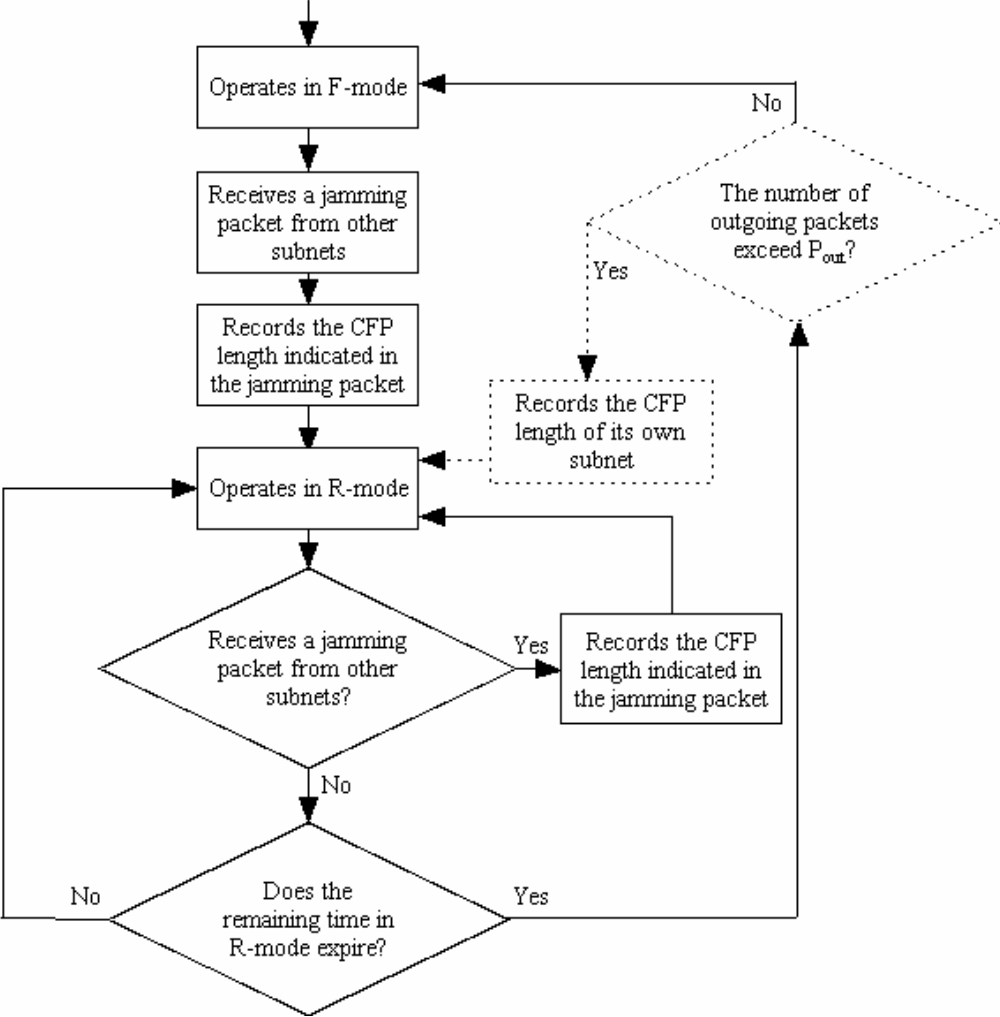 Operates in F-mode
No
Receives a jamming
packet from other
subnets
The number of
outgoing packets
exceed Pout?
Yes
Records the CFP
length indicated in
the jamming packet
Records the CFP
length of its own
subnet
Operates in R-mode
Receives a jamming
packet from other
subnets?
Yes
Records the CFP
length indicated in
the jamming packet
No
Does the
remaining time in
R-mode expire?
No
Yes